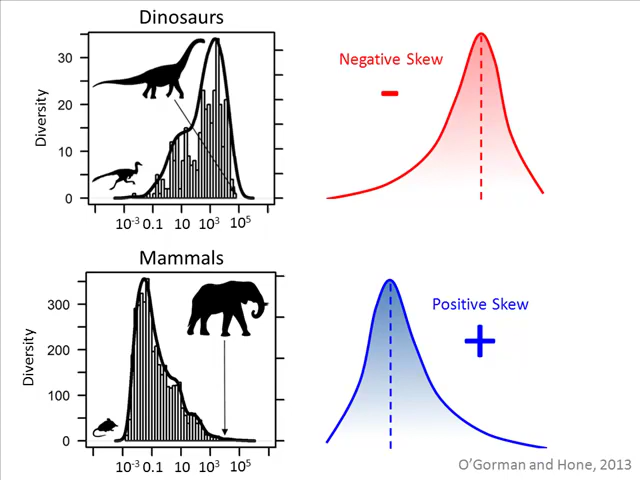 Dinosaurs
Diversity
30
20
10
0
10-3 0.1 10 103 105
Negative Skew
-
Mammals
Diversity
300
200
100
0
10-3 0.1 10 103 105
Positive Skew
+
O'Gorman and Hone, 2013